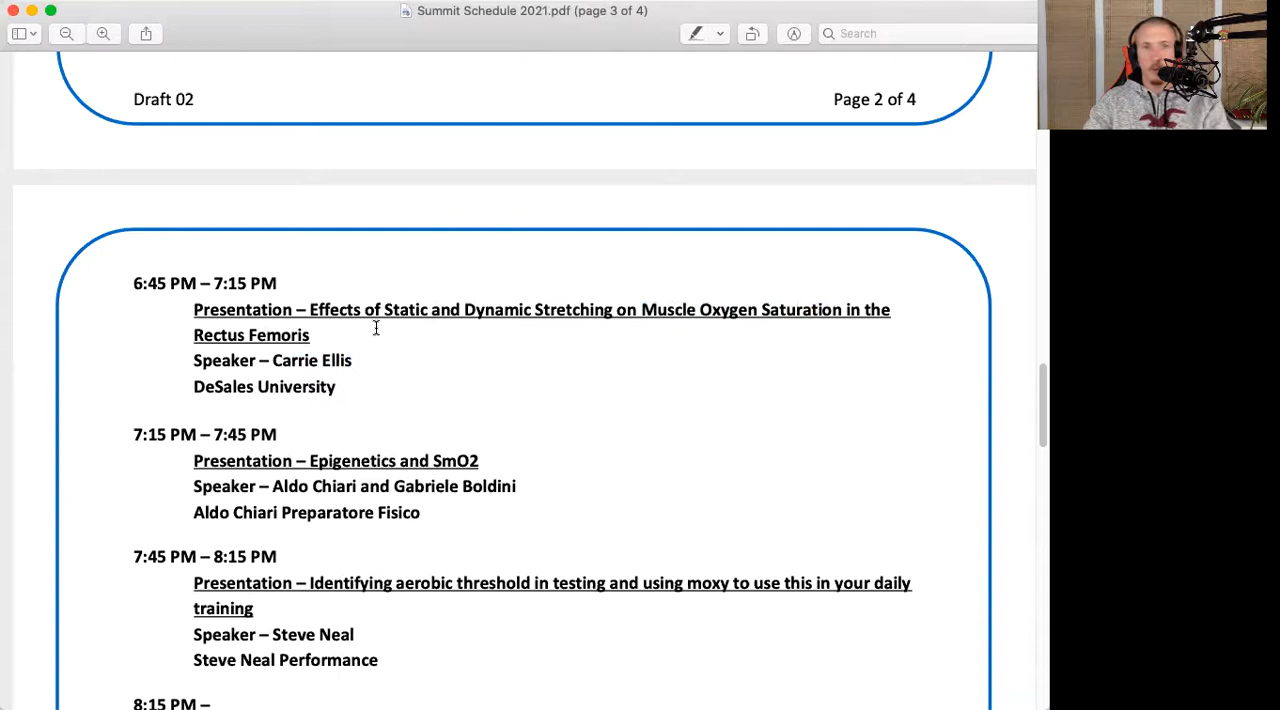 Summit Schedule 2021.pdf (page 3 of 4)
Search
Draft 02
Page 2 of 4
6:45 PM – 7:15 PM
Presentation – Effects of Static and Dynamic Stretching on Muscle Oxygen Saturation in the
Rectus Femoris
Speaker – Carrie Ellis
DeSales University
7:15 PM – 7:45 PM
Presentation – Epigenetics and SmO2
Speaker – Aldo Chiari and Gabriele Boldini
Aldo Chiari Preparatore Fisico
7:45 PM – 8:15 PM
Presentation – Identifying aerobic threshold in testing and using moxy to use this in your daily
training
Speaker – Steve Neal
Steve Neal Performance
8:15 PM –